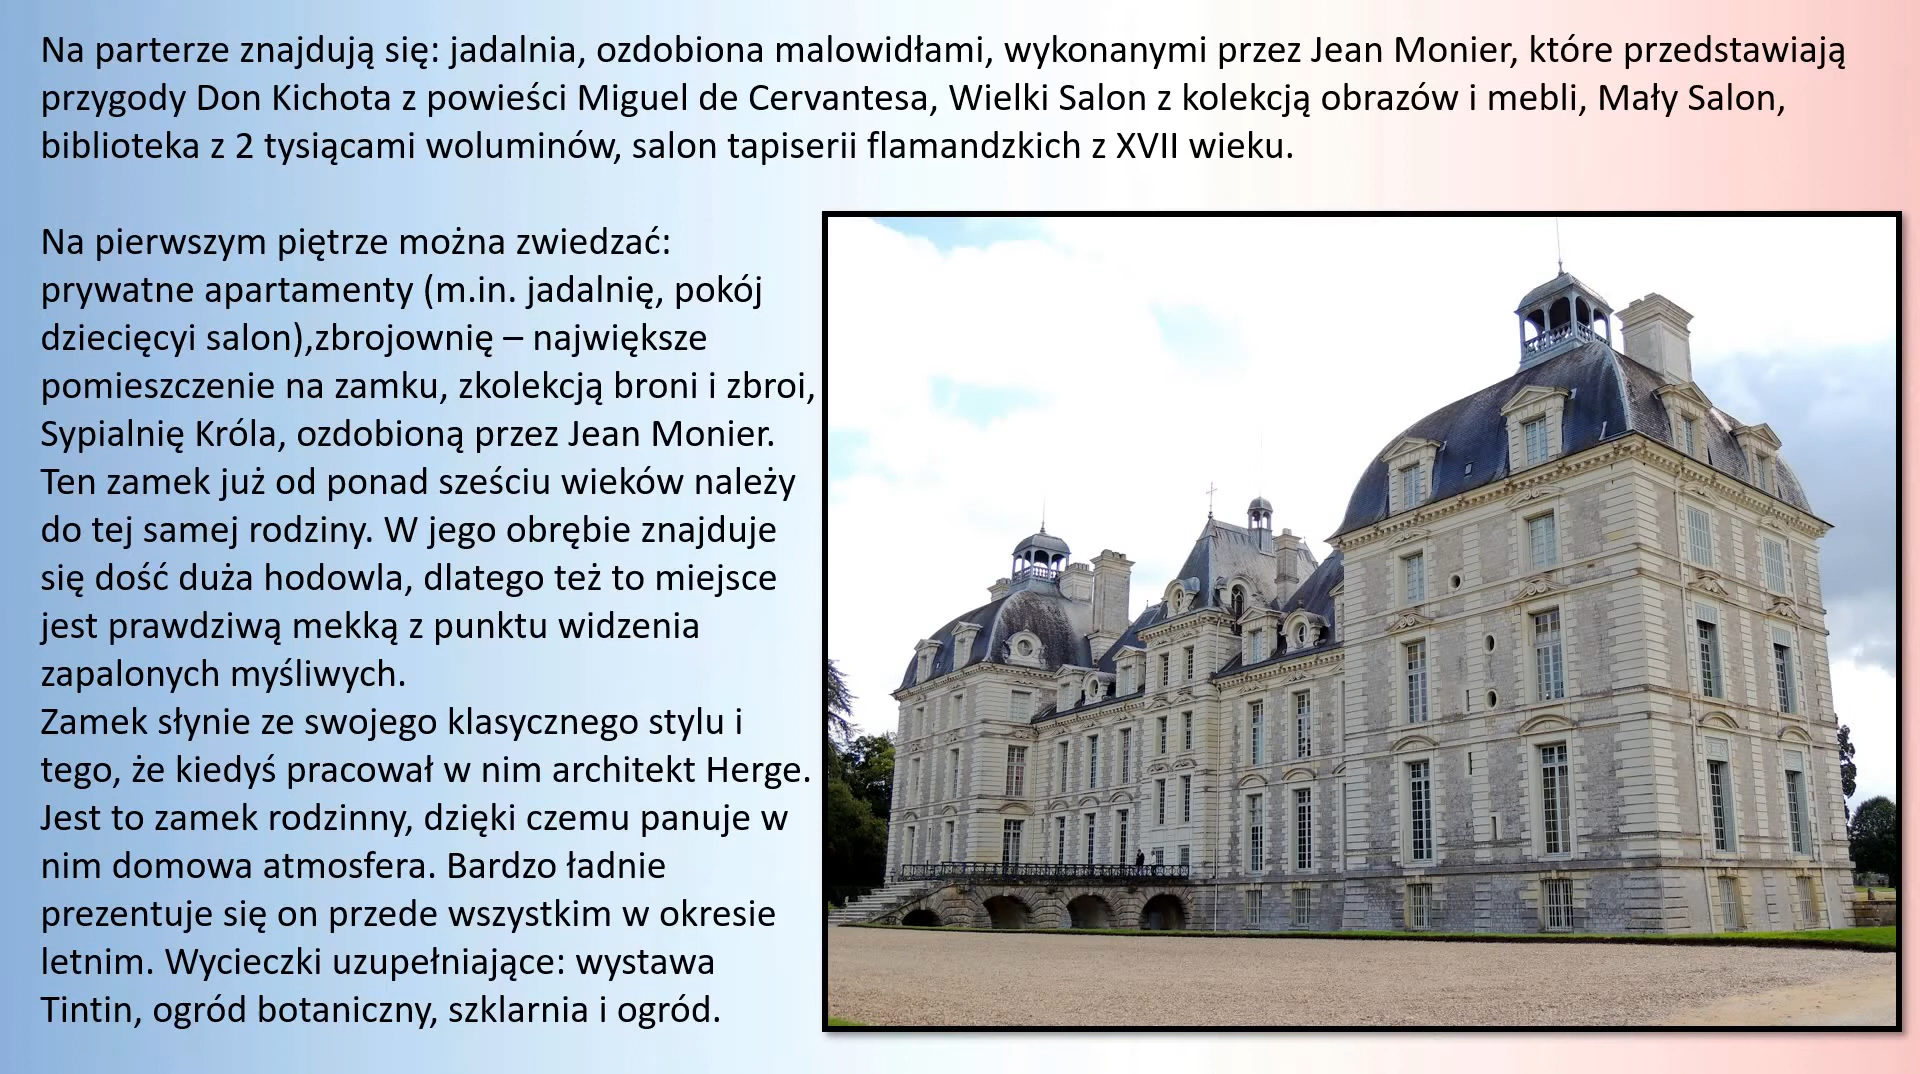 Na parterze znajdują się: jadalnia, ozdobiona malowidłami, wykonanymi przez Jean Monier, które przedstawiają
przygody Don Kichota z powieści Miguel de Cervantesa, Wielki Salon z kolekcją obrazów i mebli, Mały Salon,
biblioteka z 2 tysiącami woluminów, salon tapiserii flamandzkich z XVII wieku.
Na pierwszym piętrze można zwiedzać:
prywatne apartamenty (m.in. jadalnię, pokój
dziecięcyi salon),zbrojownię – największe
pomieszczenie na zamku, zkolekcją broni i zbroi,
Sypialnię Króla, ozdobioną przez Jean Monier.
Ten zamek już od ponad sześciu wieków należy
do tej samej rodziny. W jego obrębie znajduje
się dość duża hodowla, dlatego też to miejsce
jest prawdziwą mekką z punktu widzenia
zapalonych myśliwych.
Zamek słynie ze swojego klasycznego stylu i
tego, że kiedyś pracował w nim architekt Herge.
Jest to zamek rodzinny, dzięki czemu panuje w
nim domowa atmosfera. Bardzo ładnie
prezentuje się on przede wszystkim w okresie
letnim. Wycieczki uzupełniające: wystawa
Tintin, ogród botaniczny, szklarnia i ogród.